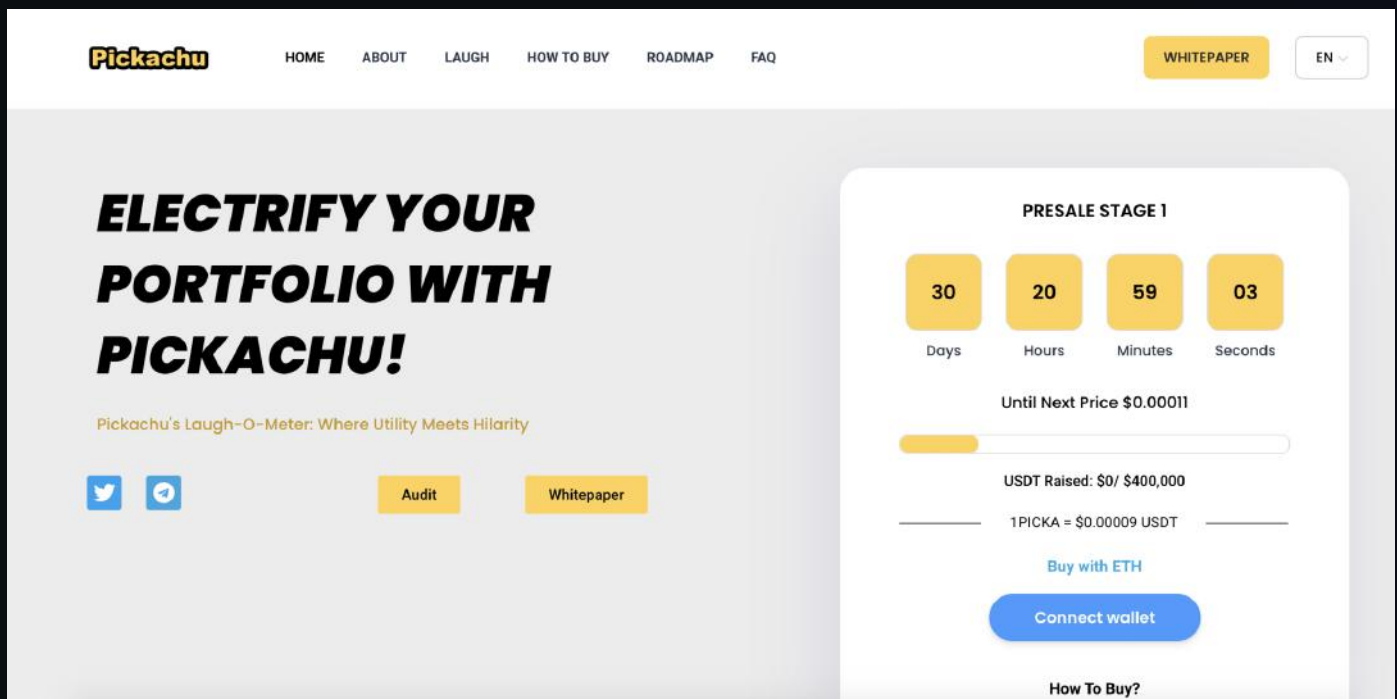 Pickachu
HOME ABOUT LAUGH HOW TO BUY ROADMAP FAQ
WHITEPAPER
EN
ELECTRIFY YOUR
PORTFOLIO WITH
PICKACHU!
Pickachu's Laugh-O-Meter: Where Utility Meets Hilarity
Audit
Whitepaper
PRESALE STAGE 1
30 20 59 03
Days Hours Minutes Seconds
Until Next Price $0.00011
USDT Raised: $0/ $400,000
1PICKA = $0.00009 USDT
Buy with ETH
Connect wallet
How To Buy?